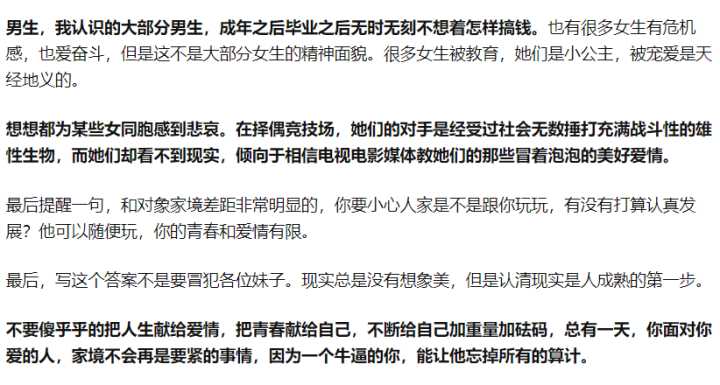 男生，我认识的大部分男生，成年之后毕业之后无时无刻不想着怎样搞钱。也有很多女生有危机
感，也爱奋斗，但是这不是大部分女生的精神面貌。很多女生被教育，她们是小公主，被宠爱是天
经地义的。
想想都为某些女同胞感到悲哀。在择偶竞技场，她们的对手是经受过社会无数捶打充满战斗性的雄
性生物，而她们却看不到现实，倾向于相信电视电影媒体教她们的那些冒着泡泡的美好爱情。
最后提醒一句，和对象家境差距非常明显的，你要小心人家是不是跟你玩玩，有没有打算认真发
展？他可以随便玩，你的青春和爱情有限。
最后，写这个答案不是要冒犯各位妹子。现实总是没有想象美，但是认清现实是人成熟的第一步。
不要傻乎乎的把人生献给爱情，把青春献给自己，不断给自己加重量加砝码，总有一天，你面对你
爱的人，家境不会再是要紧的事情，因为一个牛逼的你，能让他忘掉所有的算计。